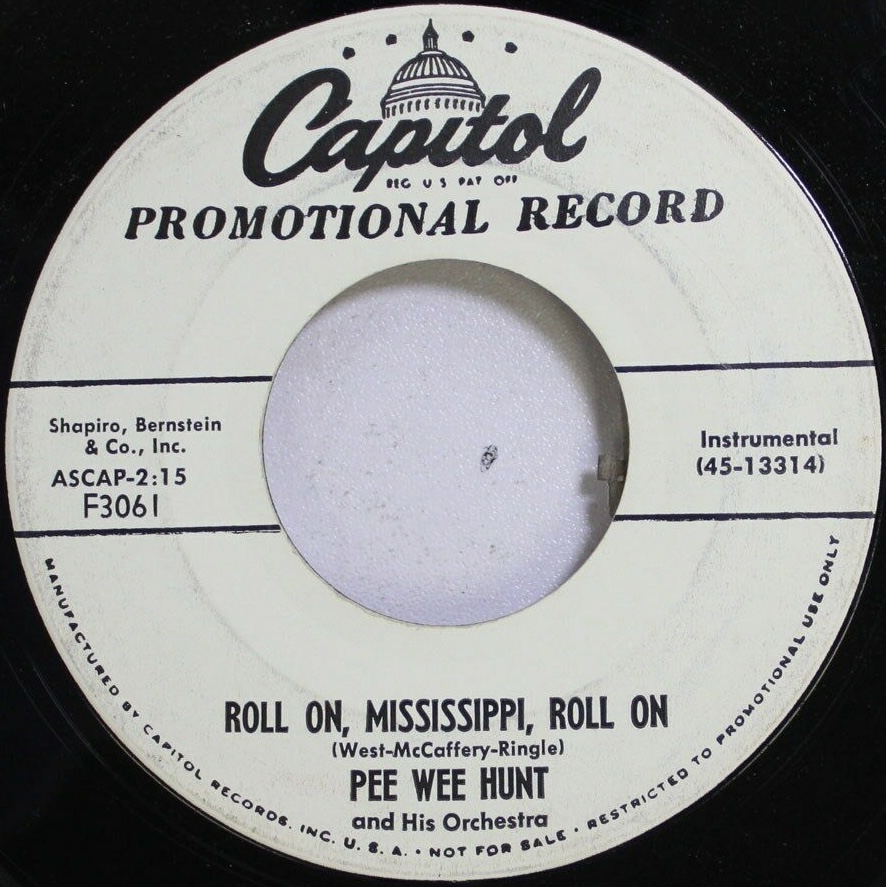 Capitol
REG U S PAT OFF
PROMOTIONAL RECORD
Shapiro, Bernstein
& Co., Inc.
ASCAP-2:15
F3061
Instrumental
(45-13314)
ROLL ON, MISSISSIPPI, ROLL ON
(West-McCaffery-Ringle)
PEE WEE HUNT
and His Orchestra
MANUFACTURED BY CAPITOL RECORDS, INC. U. S. A. · NOT FOR SALE · RESTRICTED TO PROMOTIONAL USE ONLY